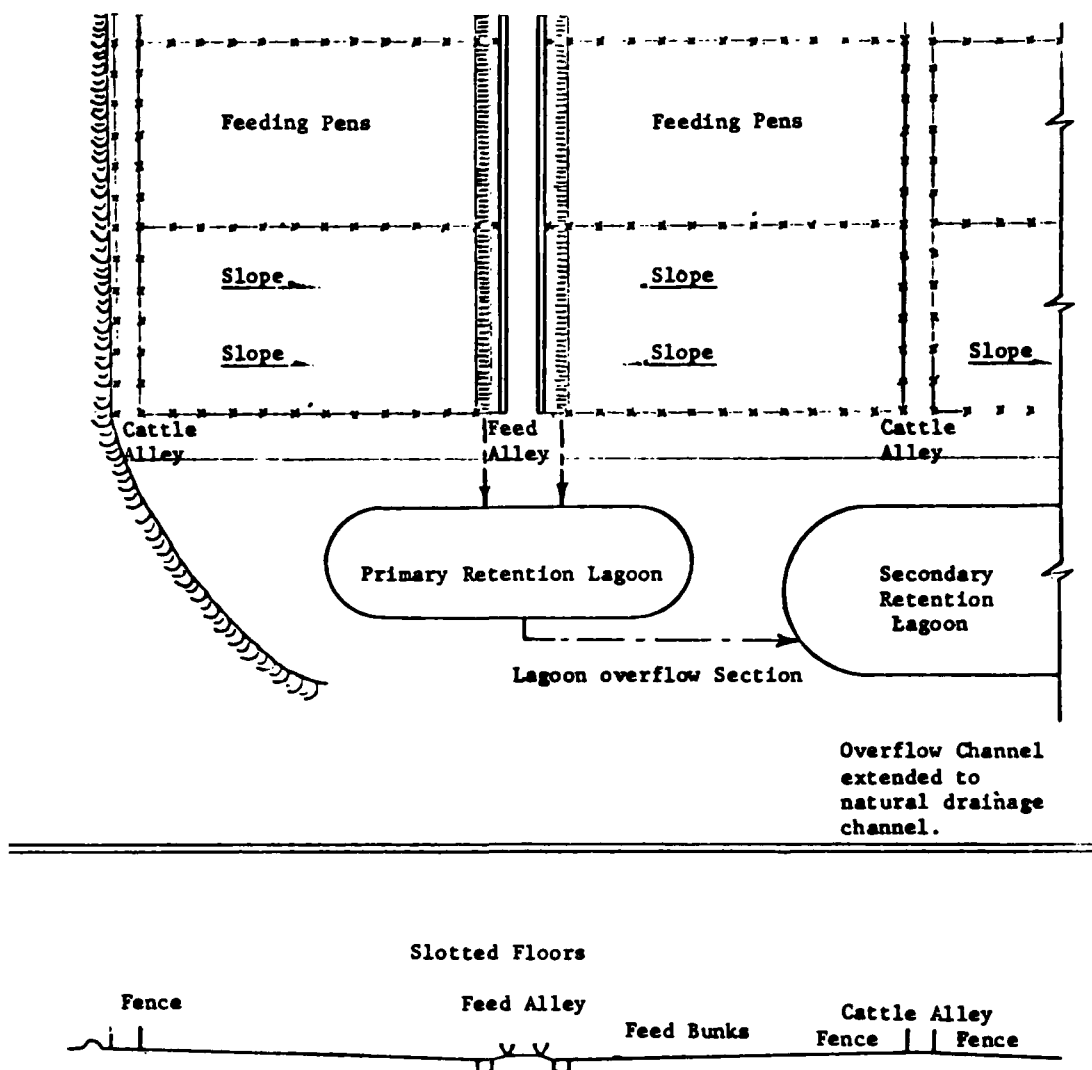 Feeding Pens
Feeding Pens
Slope
Slope
Slope
Slope
Slope
Cattle
Alley
Feed
Alley
Cattle
Alley
Primary Retention Lagoon
Secondary
Retention
Lagoon
Lagoon overflow Section
Overflow Channel
extended to
natural drainage
channel.
Slotted Floors
Fence
Feed Alley
Feed Bunks
Cattle Alley
Fence
Fence